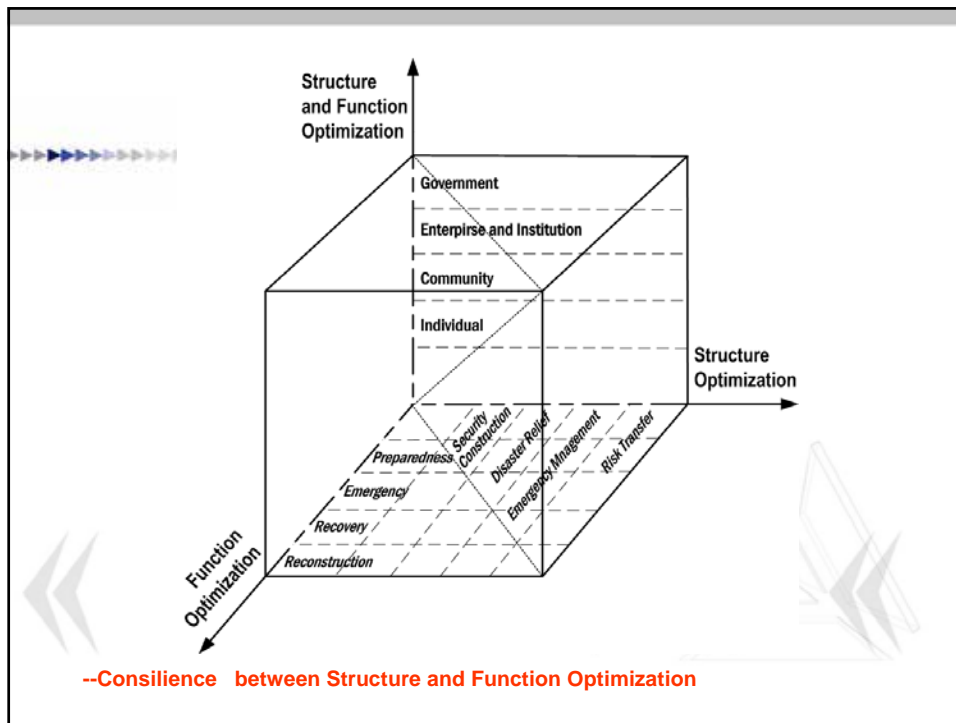 Structure
and Function
Optimization
Government
Enterpirse and Institution
Community
Individual
Structure
Optimization
Security
Construction
Disaster Relief
Emergency Mnagement
Risk Transfer
Preparedness
Emergency
Recovery
Reconstruction
Function
Optimization
--Consilience between Structure and Function Optimization